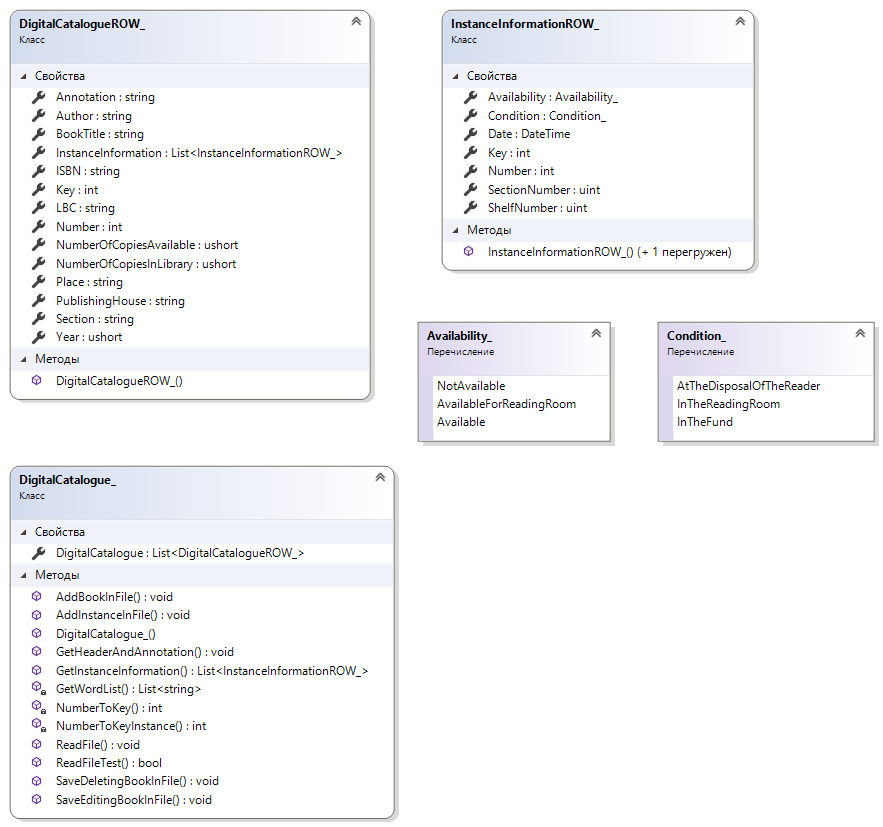 DigitalCatalogueROW_
Класс
Свойства
Annotation : string
Author : string
BookTitle : string
InstanceInformation : List<InstanceInformationROW_>
ISBN : string
Key : int
LBC : string
Number : int
NumberOfCopiesAvailable : ushort
NumberOfCopiesInLibrary : ushort
Place : string
PublishingHouse : string
Section : string
Year : ushort
Методы
DigitalCatalogueROW_()
InstanceInformationROW_
Класс
Свойства
Availability : Availability_
Condition : Condition_
Date : DateTime
Key : int
Number : int
SectionNumber : uint
ShelfNumber : uint
Методы
InstanceInformationROW_() (+ 1 перегружен)
Availability_
Перечисление
NotAvailable
AvailableForReadingRoom
Available
Condition_
Перечисление
AtTheDisposalOfTheReader
InTheReadingRoom
InTheFund
DigitalCatalogue_
Класс
Свойства
DigitalCatalogue : List<DigitalCatalogueROW_>
Методы
AddBookInFile() : void
AddInstanceInFile() : void
DigitalCatalogue_()
GetHeaderAndAnnotation() : void
GetInstanceInformation() : List<InstanceInformationROW_>
GetWordList() : List<string>
NumberToKey() : int
NumberToKeyInstance() : int
ReadFile() : void
ReadFileTest() : bool
SaveDeletingBookInFile() : void
SaveEditingBookInFile() : void